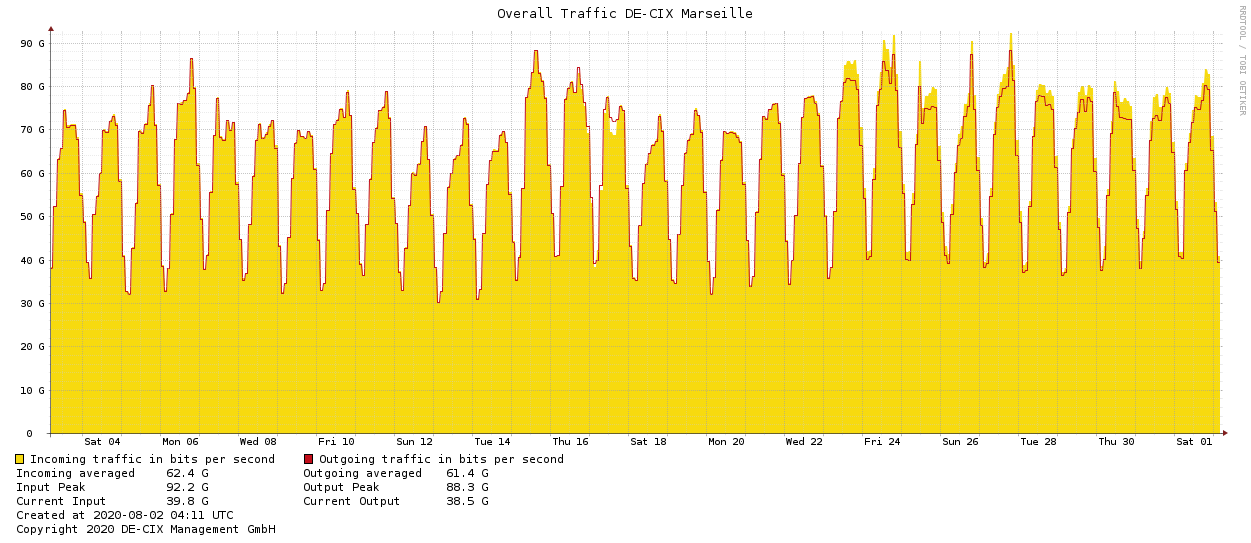 Overall Traffic DE-CIX Marseille
RRDTOOL / TOBI OETIKER
90 G
80 G
70 G
60 G
50 G
40 G
30 G
20 G
10 G
0
Sat 04 Mon 06 Wed 08 Fri 10 Sun 12 Tue 14 Thu 16 Sat 18 Mon 20 Wed 22 Fri 24 Sun 26 Tue 28 Thu 30 Sat 01
Incoming traffic in bits per second Outgoing traffic in bits per second
Incoming averaged 62.4 G Outgoing averaged 61.4 G
Input Peak 92.2 G Output Peak 88.3 G
Current Input 39.8 G Current Output 38.5 G
Created at 2020-08-02 04:11 UTC
Copyright 2020 DE-CIX Management GmbH